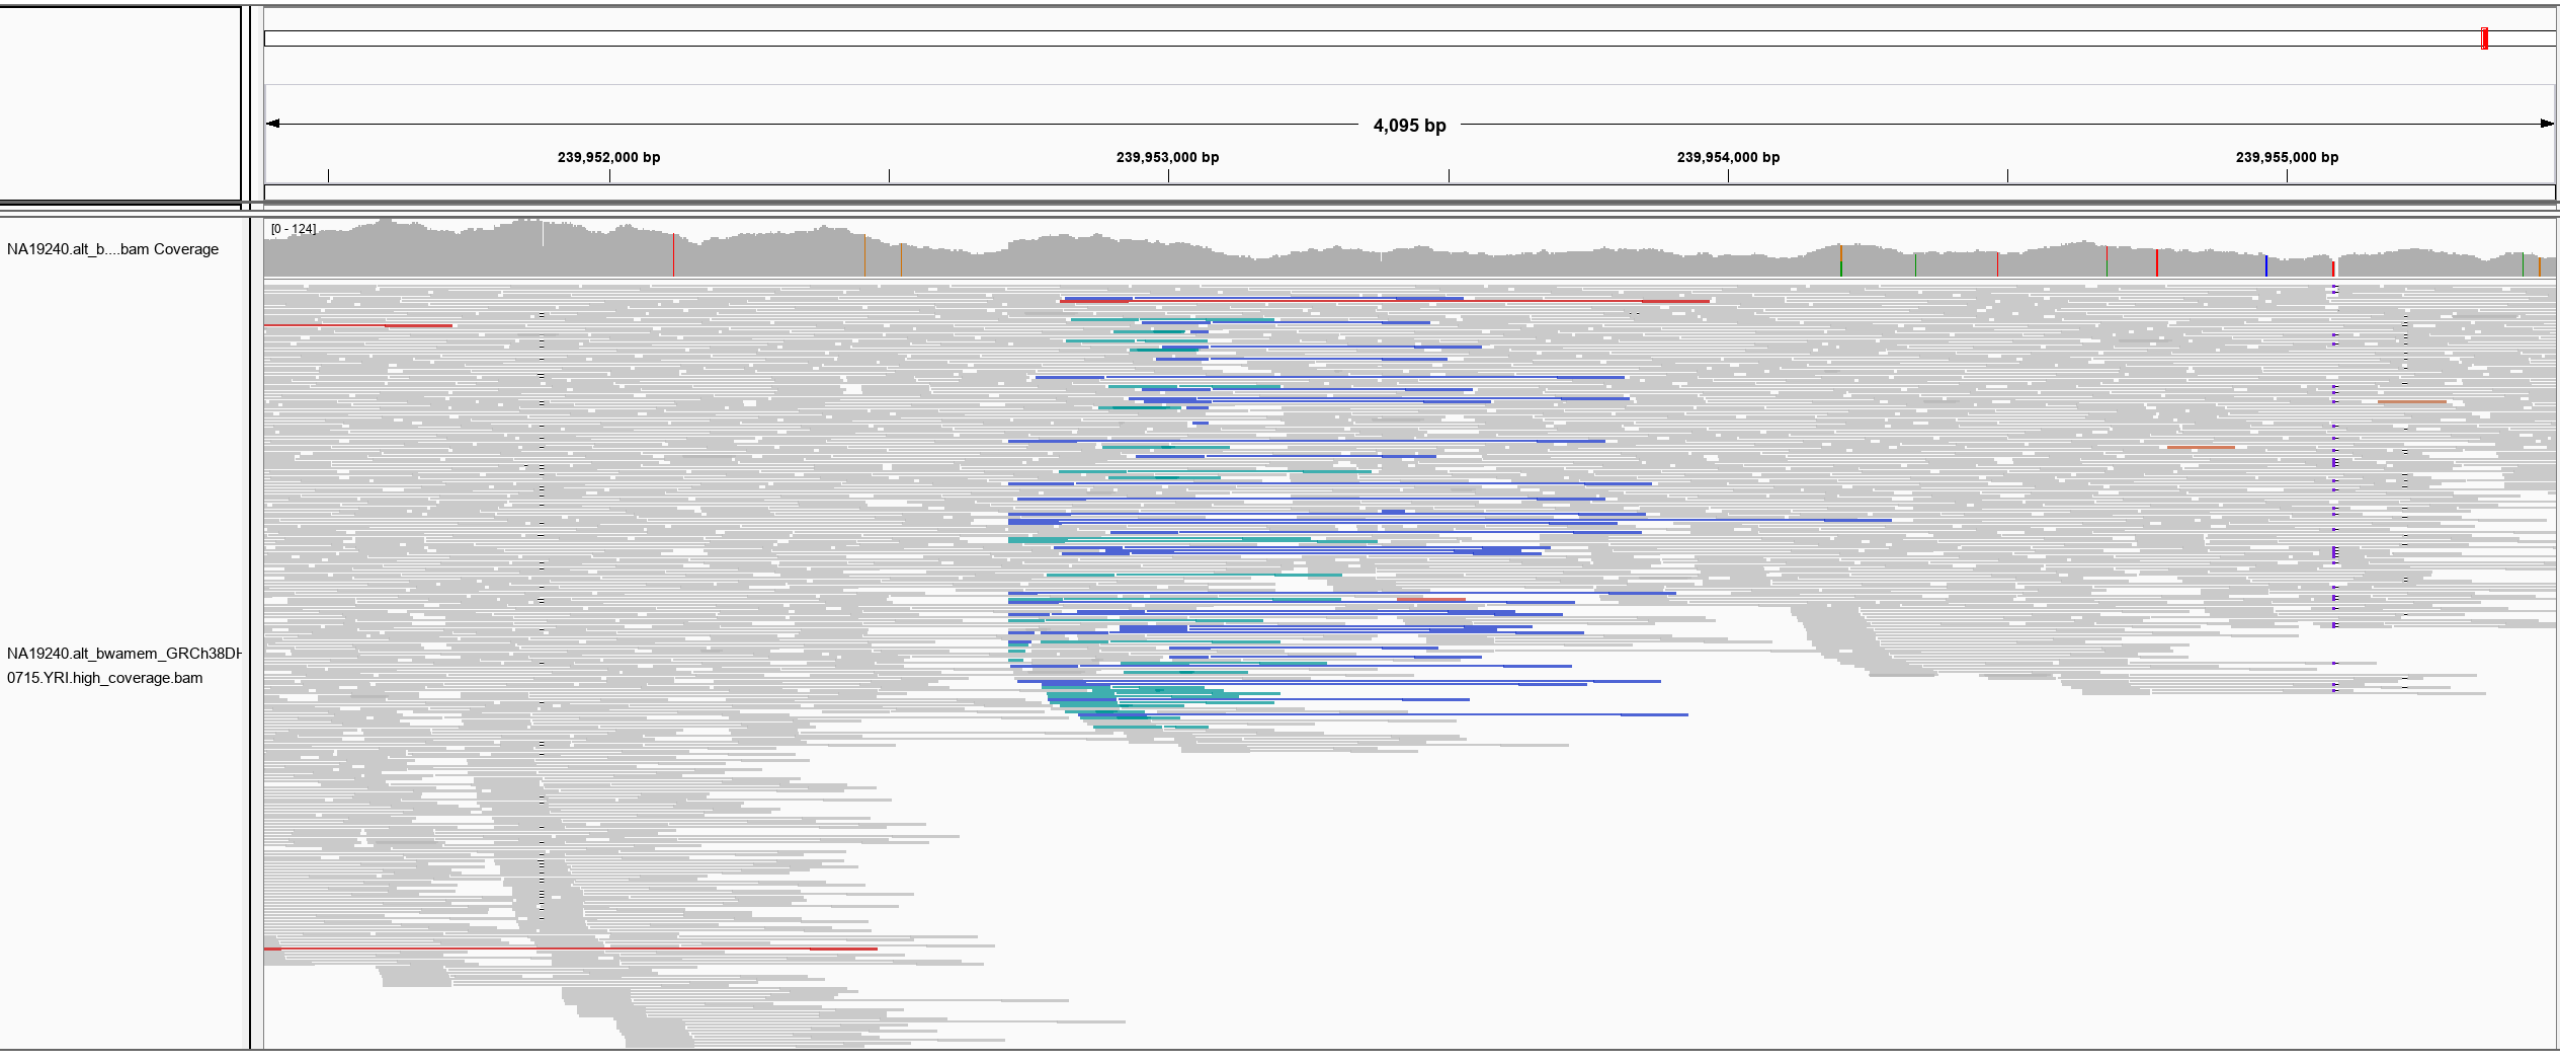 4,095 bp
239,952,000 bp 239,953,000 bp 239,954,000 bp 239,955,000 bp
[0 - 124]
NA19240.alt_b....bam Coverage
NA19240.alt_bwamem_GRCh38DH
0715.YRI.high_coverage.bam